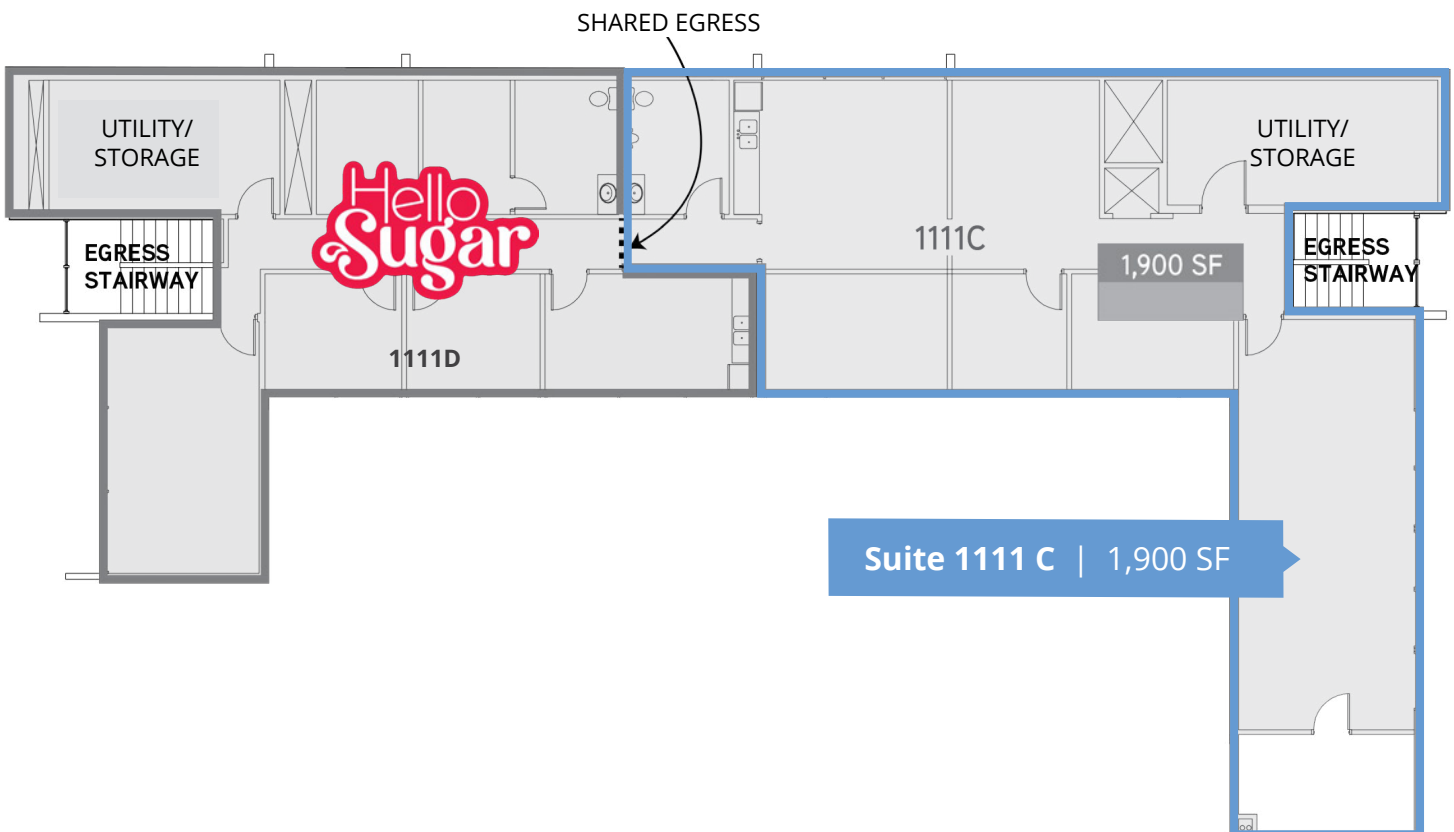 SHARED EGRESS
UTILITY/
STORAGE
UTILITY/
STORAGE
Hello
Sugar
EGRESS
STAIRWAY
1111C
1,900 SF
EGRESS
STAIRWAY
1111D
Suite 1111 C | 1,900 SF